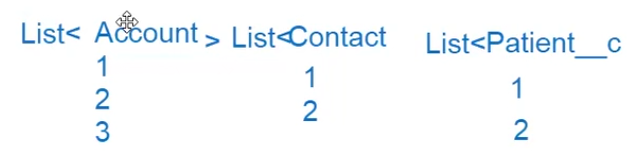 List< Account >
1
2
3
List<Contact
1
2
List<Patient__c
1
2